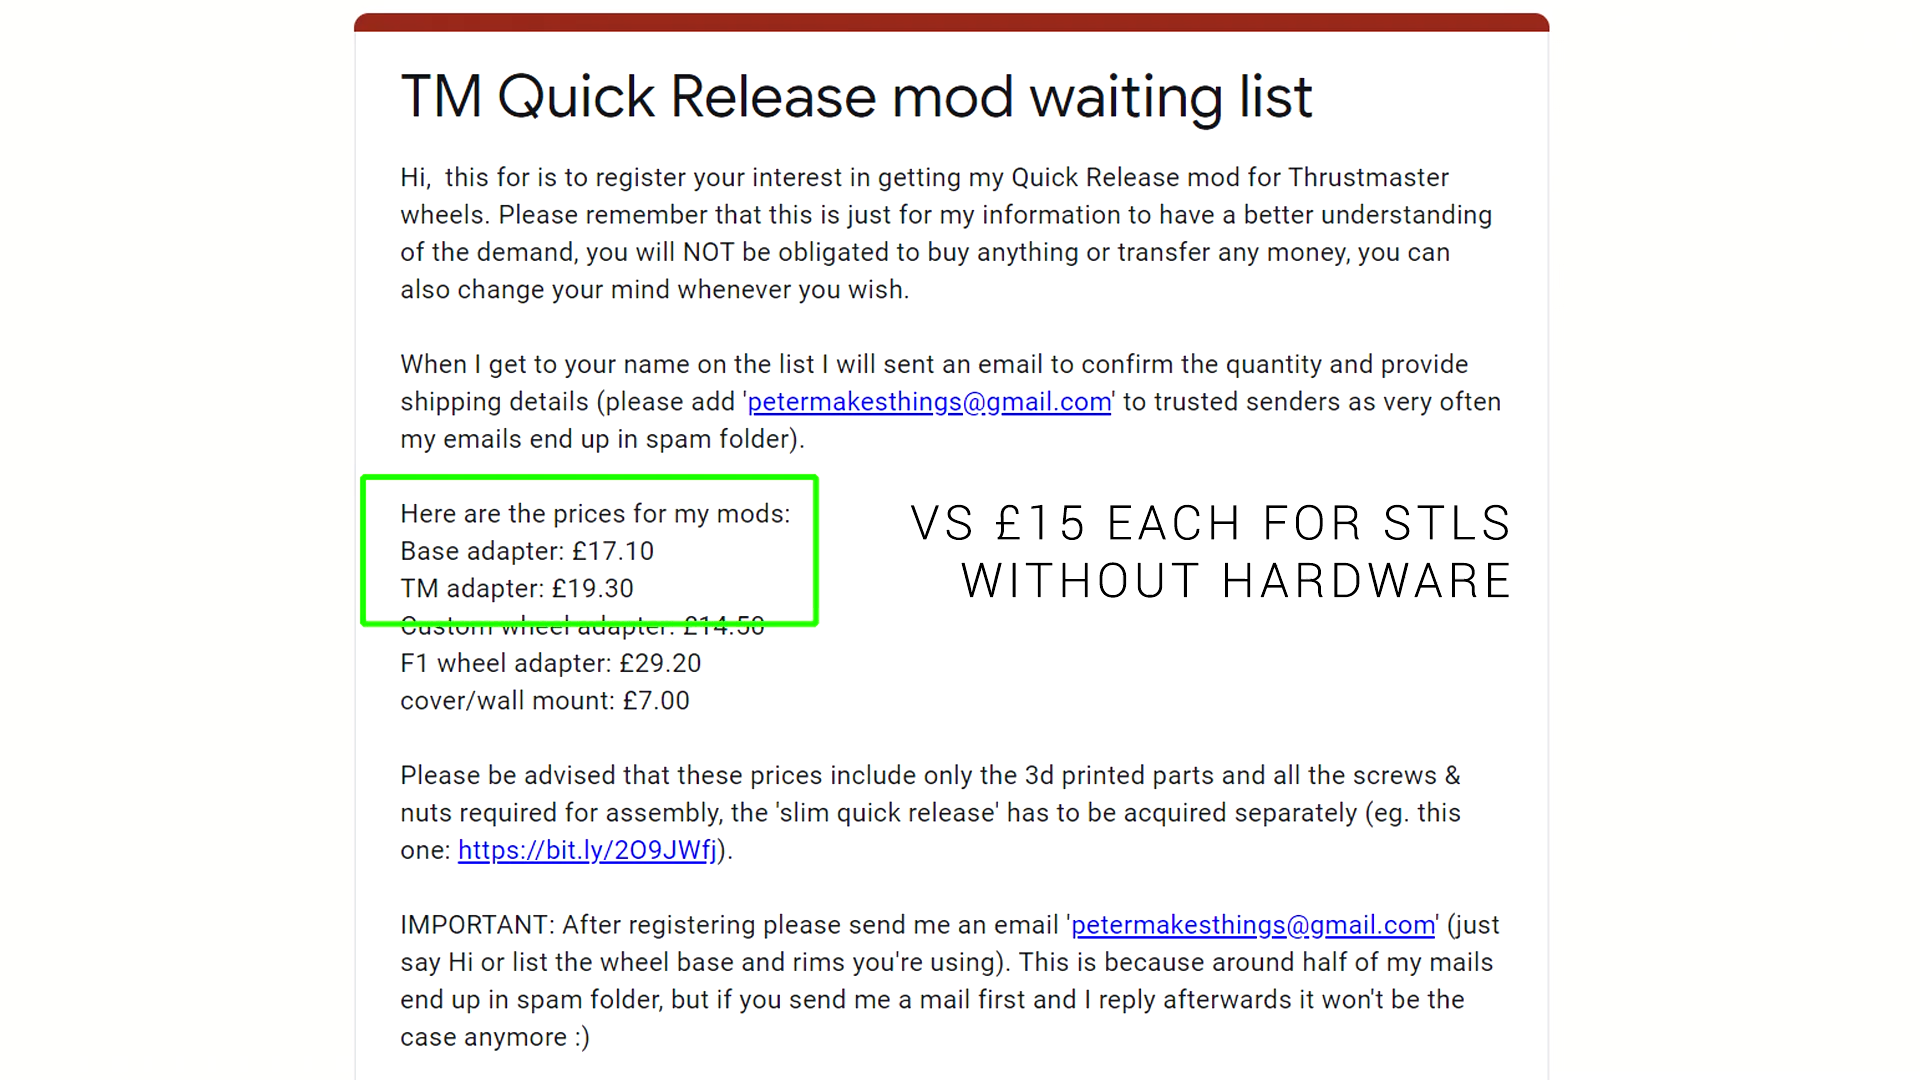 TM Quick Release mod waiting list
Hi,  this for is to register your interest in getting my Quick Release mod for Thrustmaster
wheels. Please remember that this is just for my information to have a better understanding
of the demand, you will NOT be obligated to buy anything or transfer any money, you can
also change your mind whenever you wish.
When I get to your name on the list I will sent an email to confirm the quantity and provide
shipping details (please add 'petermakesthings@gmail.com' to trusted senders as very often
my emails end up in spam folder).
Here are the prices for my mods:
Base adapter: £17.10
TM adapter: £19.30
Custom wheel adapter: £14.50
F1 wheel adapter: £29.20
cover/wall mount: £7.00
VS £15 EACH FOR STLS
WITHOUT HARDWARE
Please be advised that these prices include only the 3d printed parts and all the screws &
nuts required for assembly, the 'slim quick release' has to be acquired separately (eg. this
one: https://bit.ly/2O9JWfj).
IMPORTANT: After registering please send me an email 'petermakesthings@gmail.com' (just
say Hi or list the wheel base and rims you're using). This is because around half of my mails
end up in spam folder, but if you send me a mail first and I reply afterwards it won't be the
case anymore :)